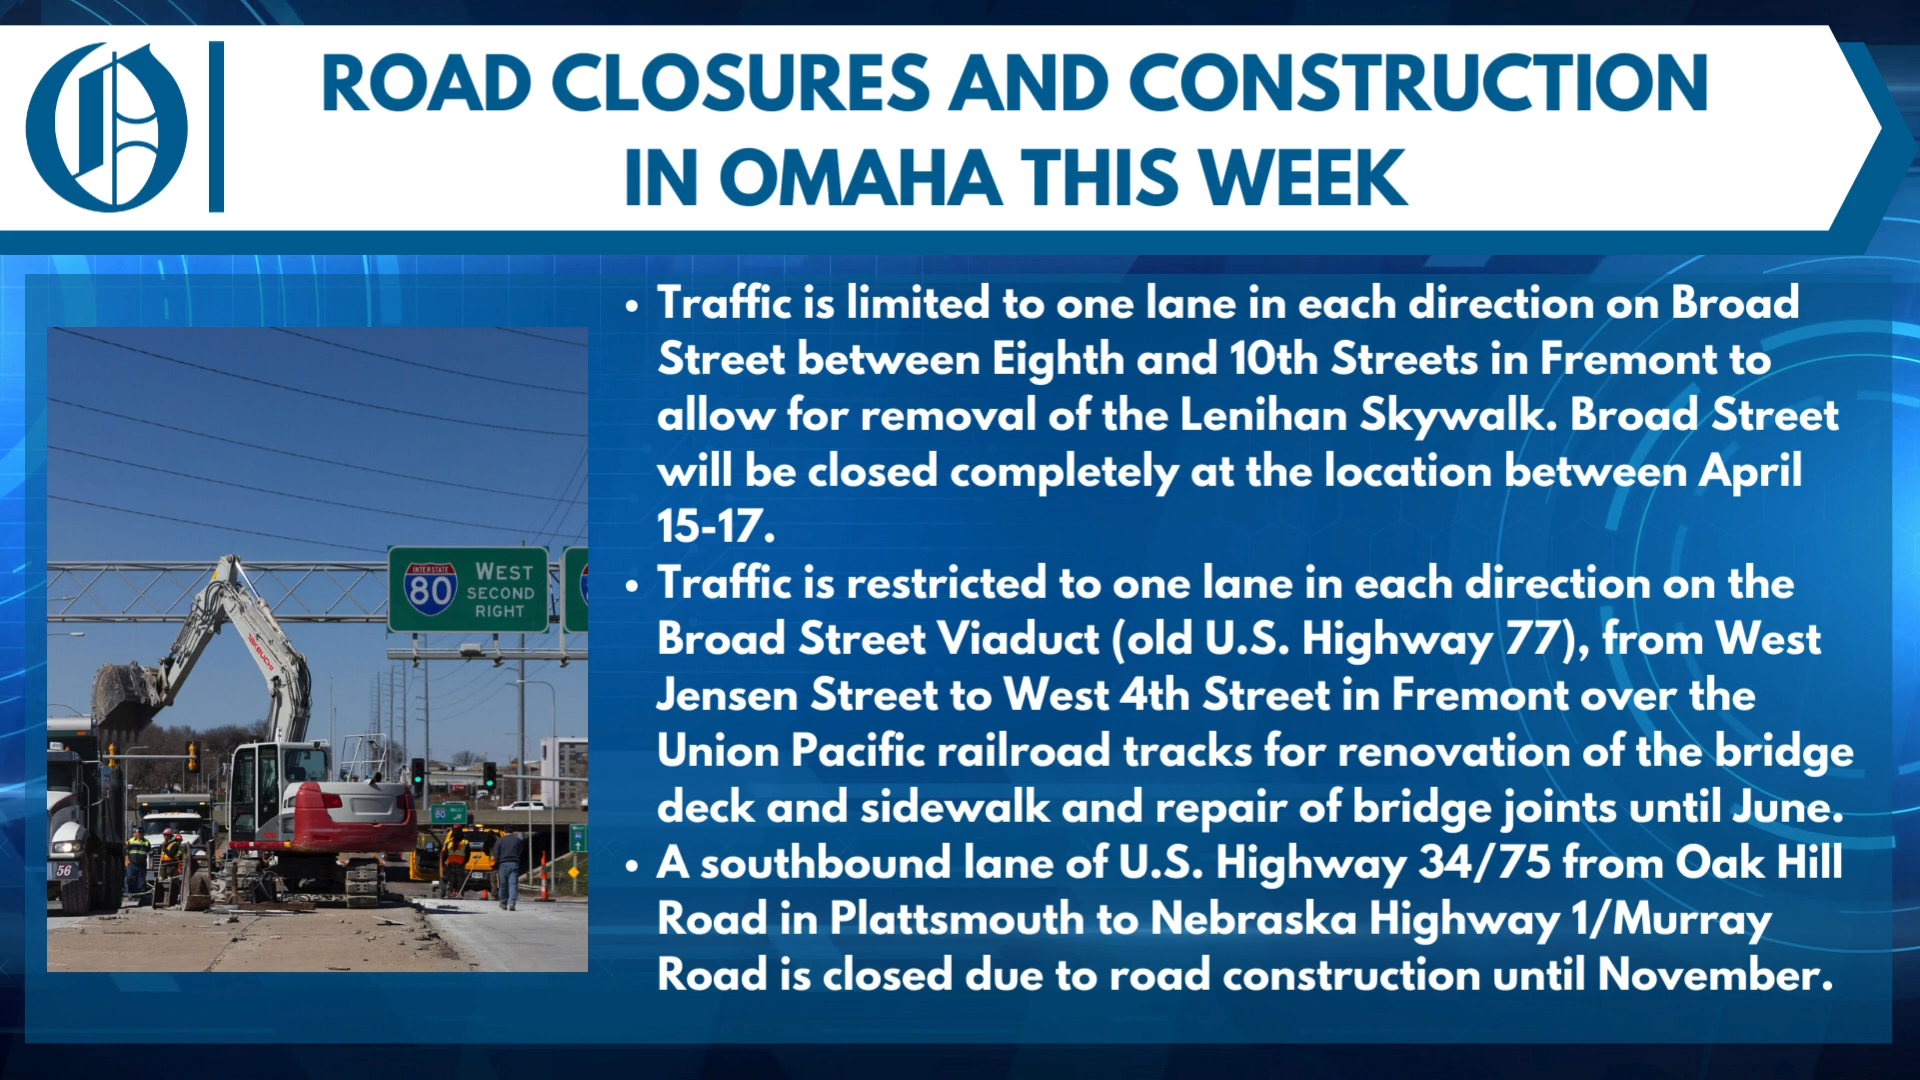 ROAD CLOSURES AND CONSTRUCTION
IN OMAHA THIS WEEK
• Traffic is limited to one lane in each direction on Broad
Street between Eighth and 10th Streets in Fremont to
allow for removal of the Lenihan Skywalk. Broad Street
will be closed completely at the location between April
15-17.
• Traffic is restricted to one lane in each direction on the
Broad Street Viaduct (old U.S. Highway 77), from West
Jensen Street to West 4th Street in Fremont over the
Union Pacific railroad tracks for renovation of the bridge
deck and sidewalk and repair of bridge joints until June.
• A southbound lane of U.S. Highway 34/75 from Oak Hill
Road in Plattsmouth to Nebraska Highway 1/Murray
Road is closed due to road construction until November.
O
INTERSTATE
80
WEST
SECOND
RIGHT
TAKEUCHI
80
WEST
56